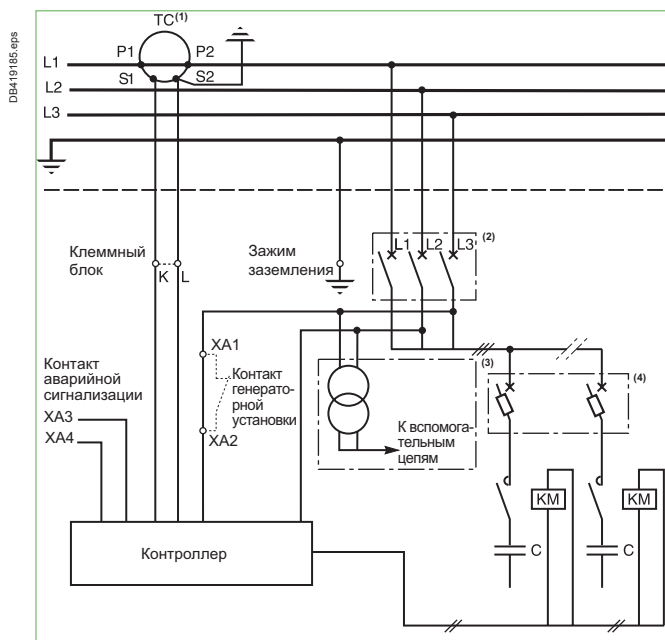 DB419185.eps
TC(1)
P1 P2
L1
S1 S2
L2
L3
L1 L2 L3 (2)
Клеммный
блок
K L
Зажим
заземления
XA1
Контакт
генерато-
рной
установки
XA2
(3)
(4)
Контакт
аварийной
сигнализации
XA3
XA4
К вспомога-
тельным
цепям
KM
KM
C
C
Контроллер